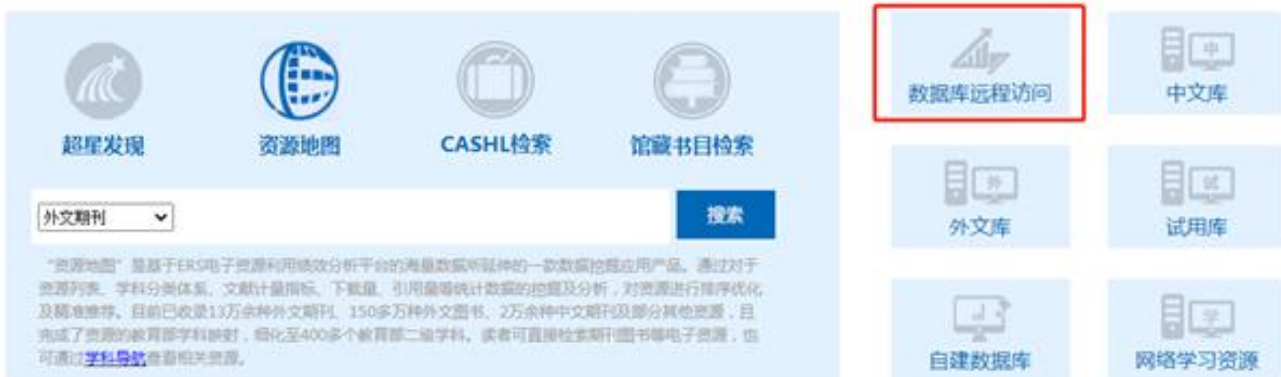 超星发现
资源地图
CASHL检索
馆藏书目检索
外文期刊
搜索
“资源地图”是基于ERS电子资源利用绩效分析平台的海量数据所延伸的一款数据挖掘应用产品。通过对于
资源列表、学科分类体系、文献计量指标、下载量、引用量等统计数据的挖掘及分析，对资源进行排序优化
及精准推荐。目前已收录13万余种外文期刊、150多万种外文图书、2万余种中文期刊及部分其他资源，且
完成了资源的教育部学科映射，细化至400多个教育部二级学科。读者可直接检索期刊图书等电子资源，也
可通过学科导航查看相关资源。
数据库远程访问
中
中文库
外
外文库
试
试用库
自建数据库
学
网络学习资源